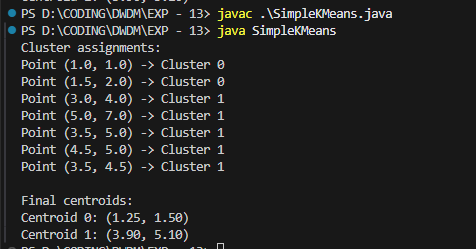 PS D:\CODING\DWDM\EXP - 13> javac .\SimpleKMeans.java
PS D:\CODING\DWDM\EXP - 13> java SimpleKMeans
Cluster assignments:
Point (1.0, 1.0) -> Cluster 0
Point (1.5, 2.0) -> Cluster 0
Point (3.0, 4.0) -> Cluster 1
Point (5.0, 7.0) -> Cluster 1
Point (3.5, 5.0) -> Cluster 1
Point (4.5, 5.0) -> Cluster 1
Point (3.5, 4.5) -> Cluster 1
Final centroids:
Centroid 0: (1.25, 1.50)
Centroid 1: (3.90, 5.10)
PS D:\CODING\DWDM\EXP - 13>